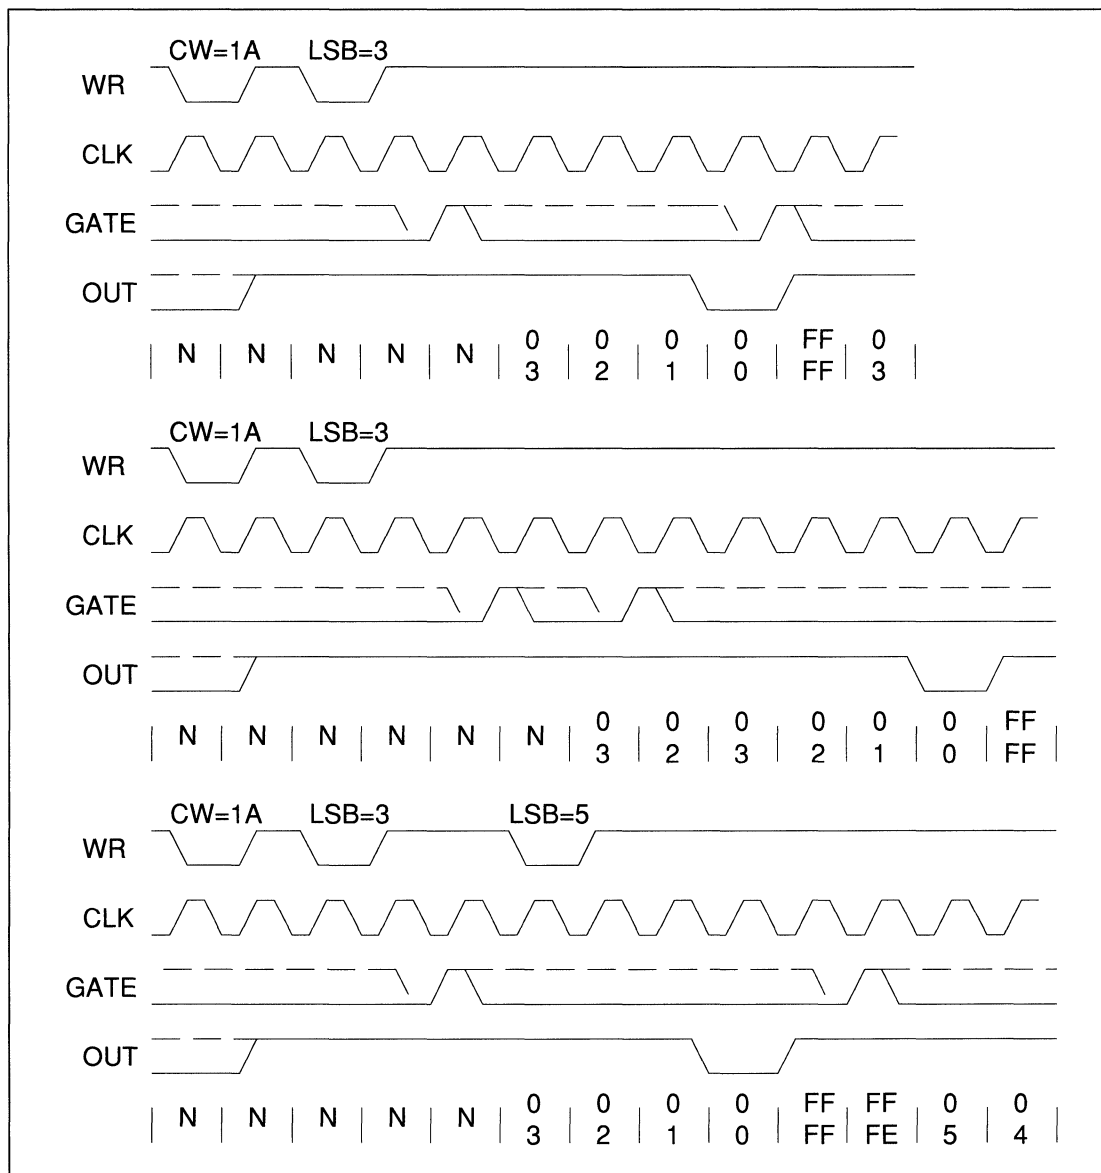 CW=1A LSB=3
WR
CLK
GATE
OUT
N N N N N 0 0 0 0 FF 0
3 2 1 0 FF 3
CW=1A LSB=3
WR
CLK
GATE
OUT
N N N N N N 0 0 0 0 0 0 FF
3 2 3 2 1 0 FF
CW=1A LSB=3 LSB=5
WR
CLK
GATE
OUT
N N N N N 0 0 0 0 FF FF 0 0
3 2 1 0 FF FE 5 4